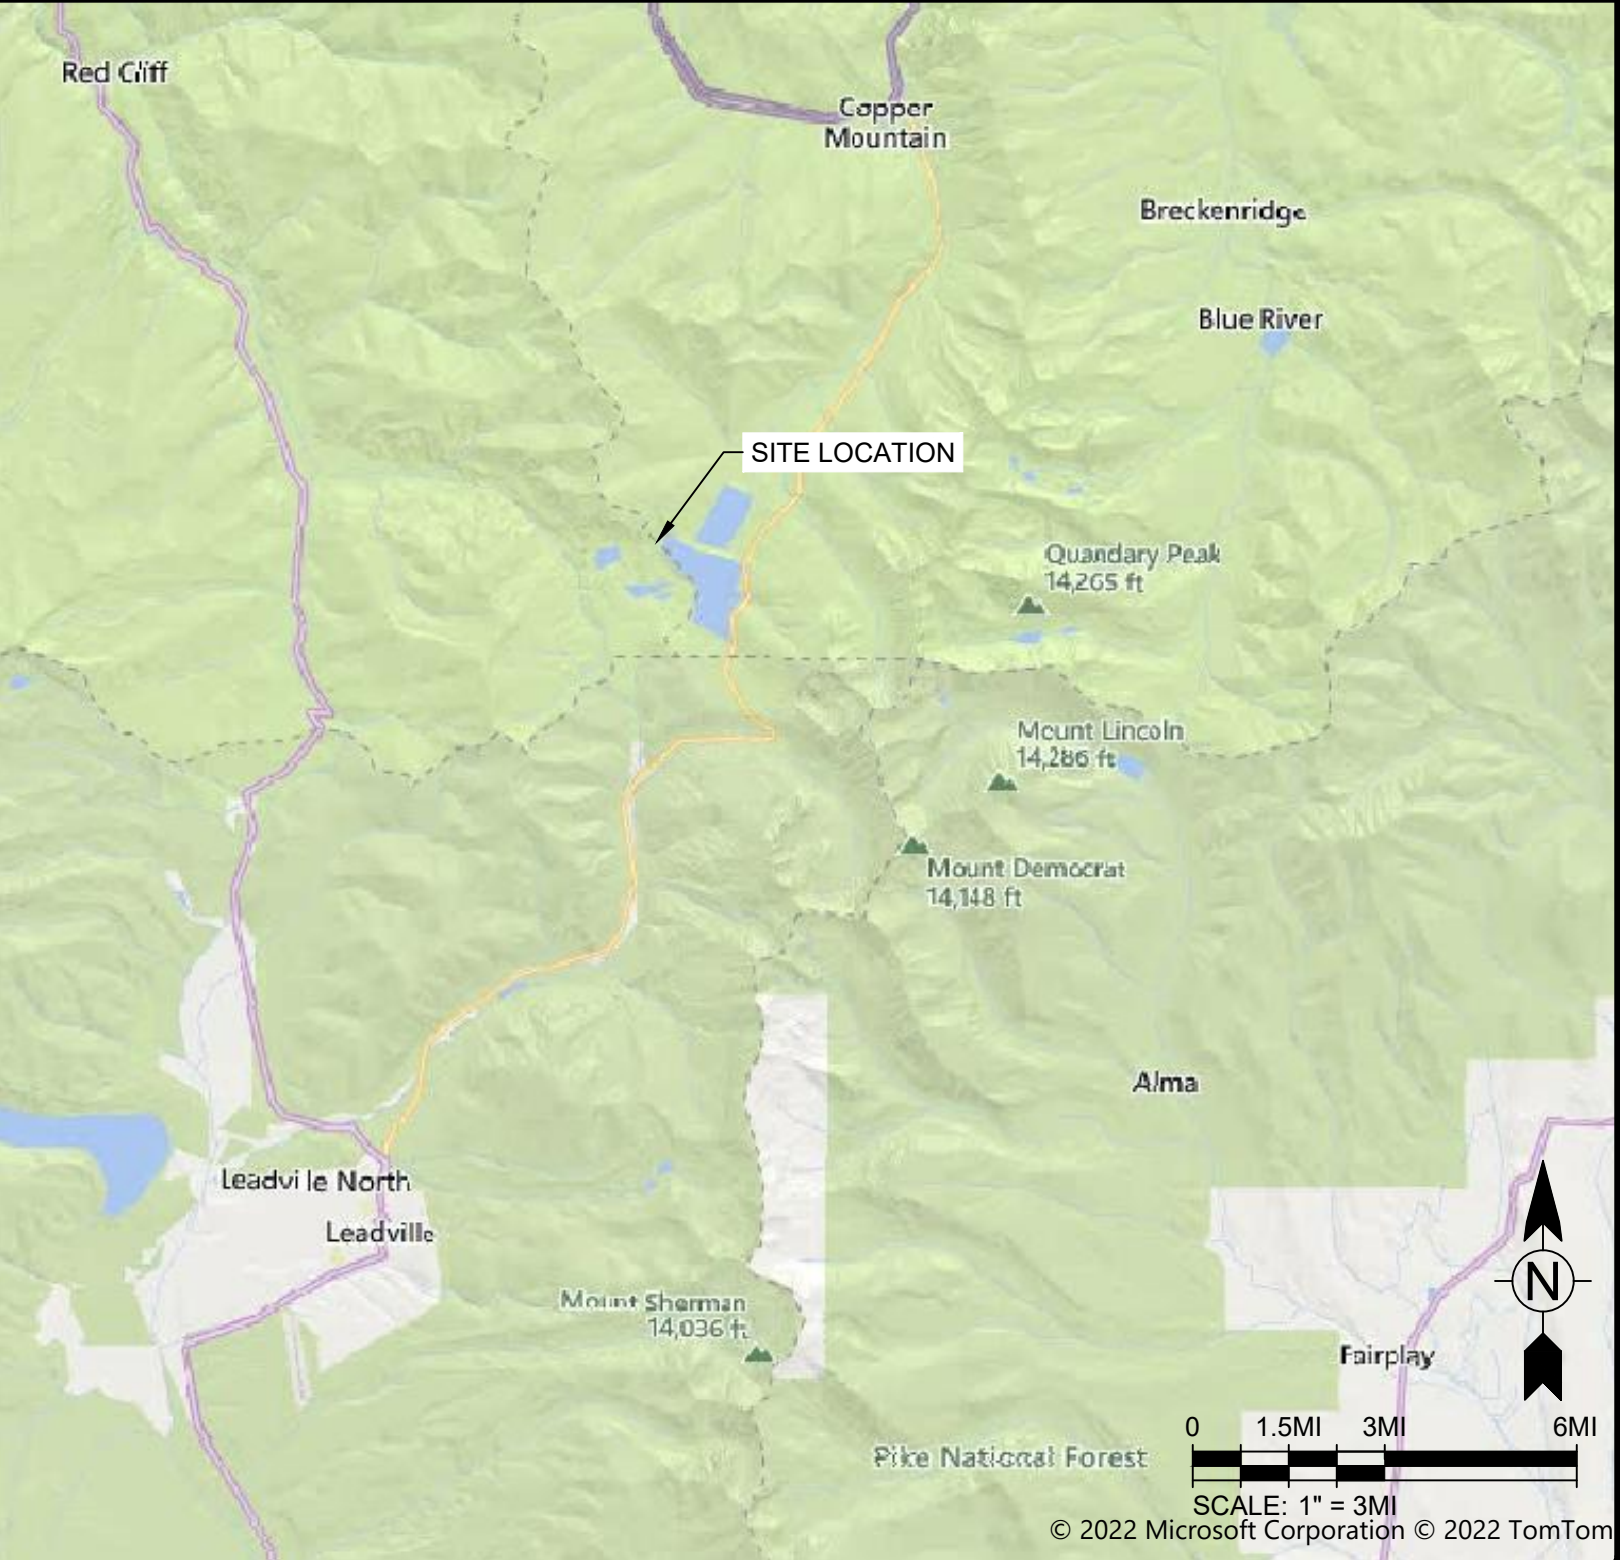 Red Cliff
Copper
Mountain
Breckenridge
Blue River
SITE LOCATION
Quandary Peak
14,265 ft
Mount Lincoln
14,286 ft
Mount Democrat
14,148 ft
Alma
Leadville North
Leadville
Mount Sherman
14,036 ft
N
Fairplay
0 1.5MI 3MI 6MI
Pike National Forest
SCALE: 1" = 3MI
© 2022 Microsoft Corporation © 2022 TomTom